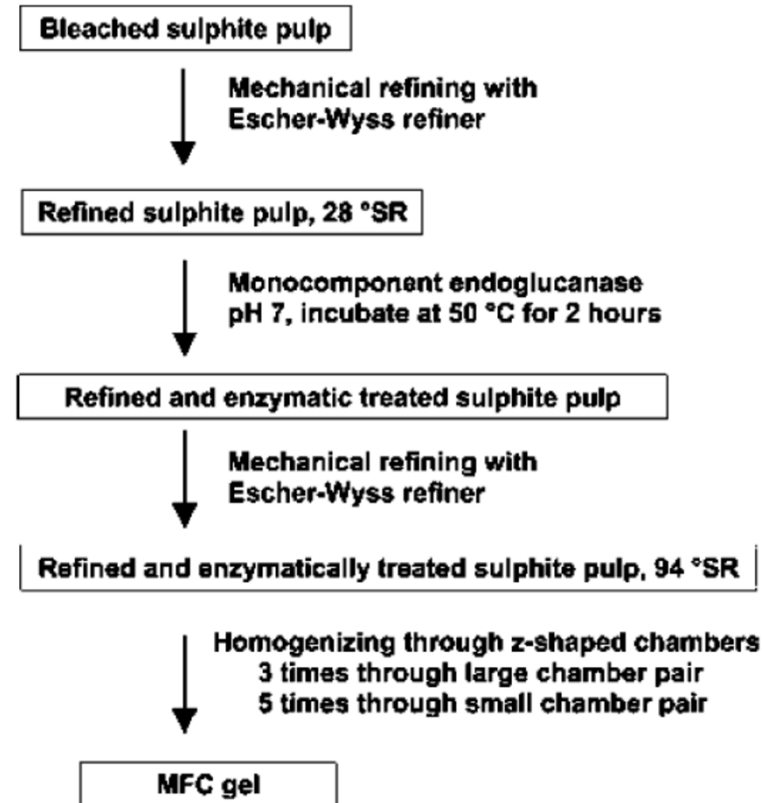 Bleached sulphite pulp
Mechanical refining with
Escher-Wyss refiner
Refined sulphite pulp, 28 °SR
Monocomponent endoglucanase
pH 7, incubate at 50 °C for 2 hours
Refined and enzymatic treated sulphite pulp
Mechanical refining with
Escher-Wyss refiner
Refined and enzymatically treated sulphite pulp, 94 °SR
Homogenizing through z-shaped chambers
3 times through large chamber pair
5 times through small chamber pair
MFC gel